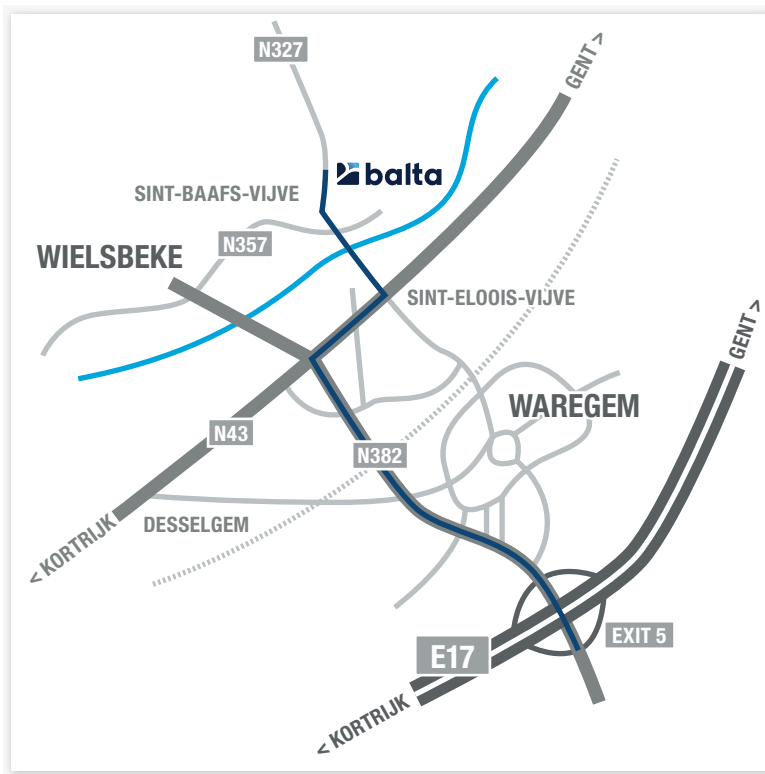 N327
GENT >
balta
SINT-BAAFS-VIJVE
N357
WIELSBEKE
SINT-ELOOIS-VIJVE
GENT >
WAREGEM
N43
N382
DESSELGEM
< KORTRIJK
EXIT 5
E17
< KORTRIJK